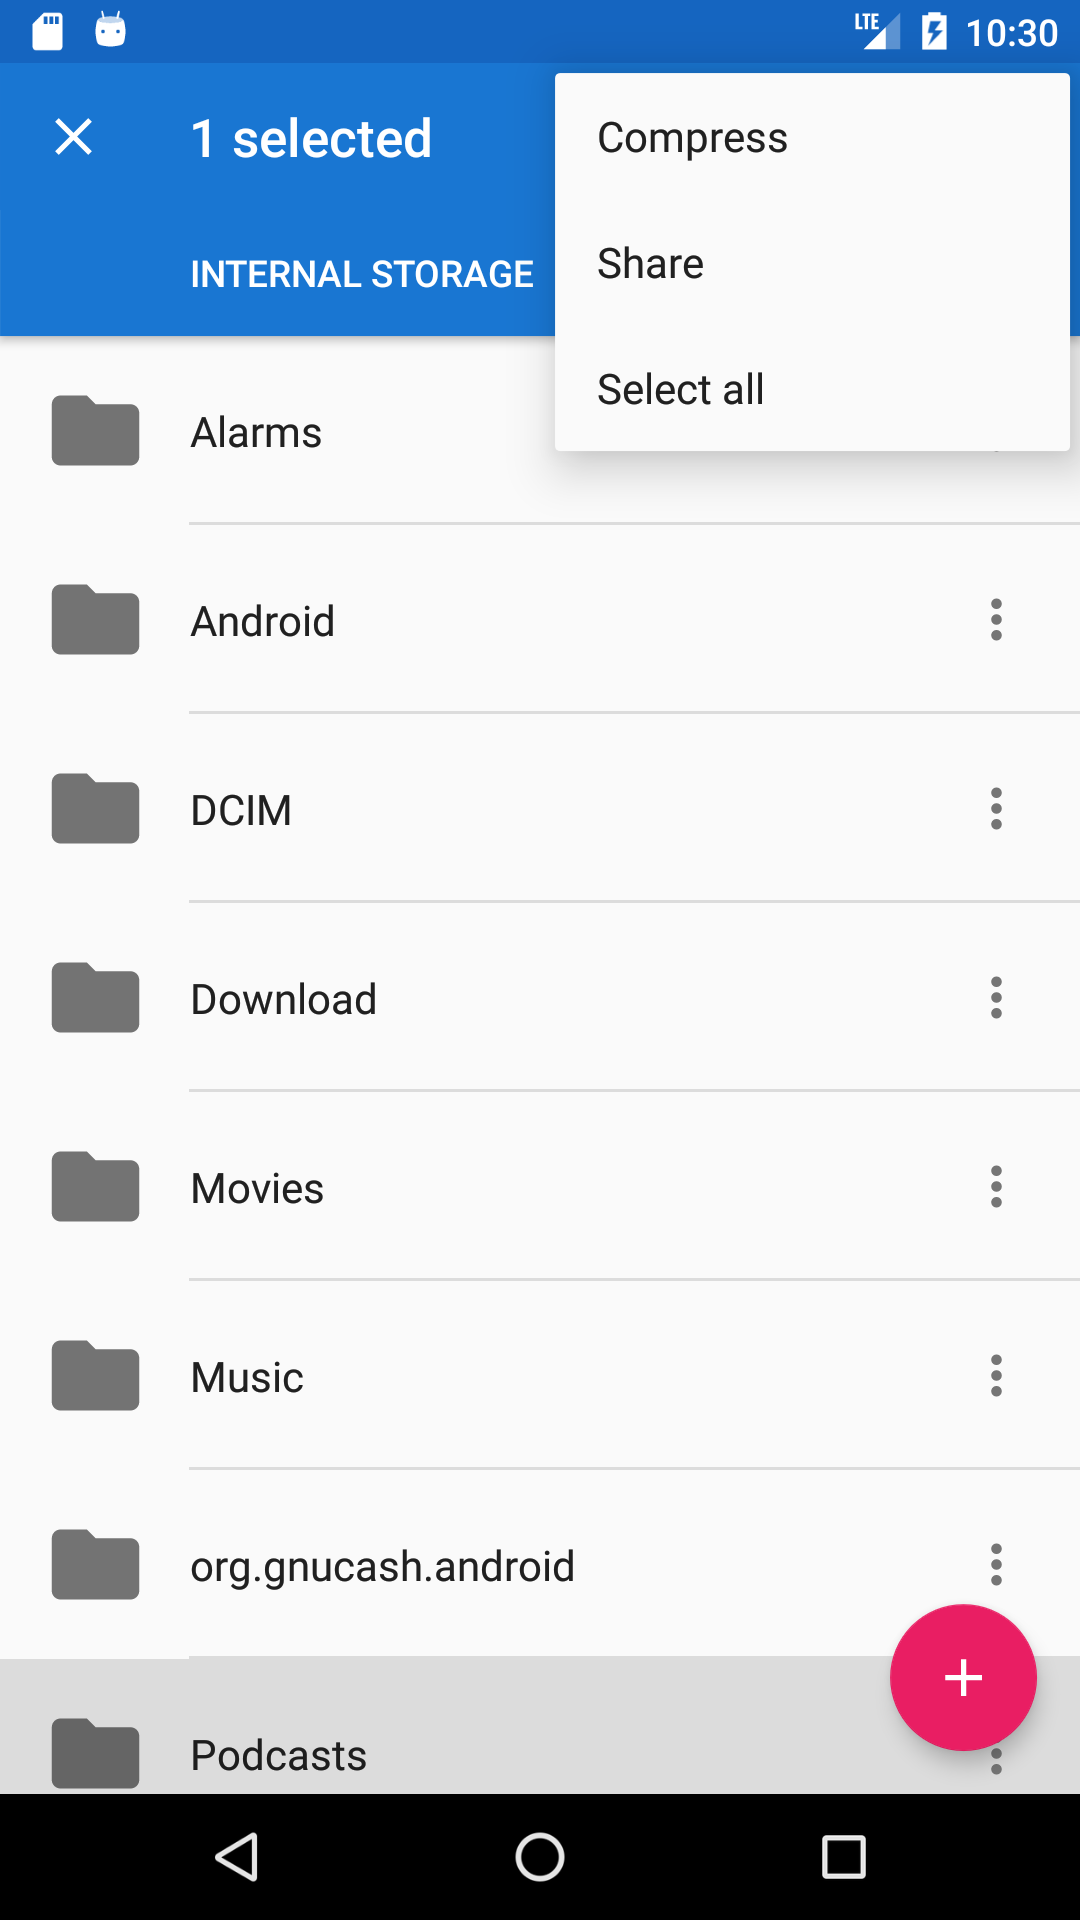 LTE 10:30
1 selected
INTERNAL STORAGE
Compress
Share
Select all
Alarms
Android
DCIM
Download
Movies
Music
org.gnucash.android
Podcasts